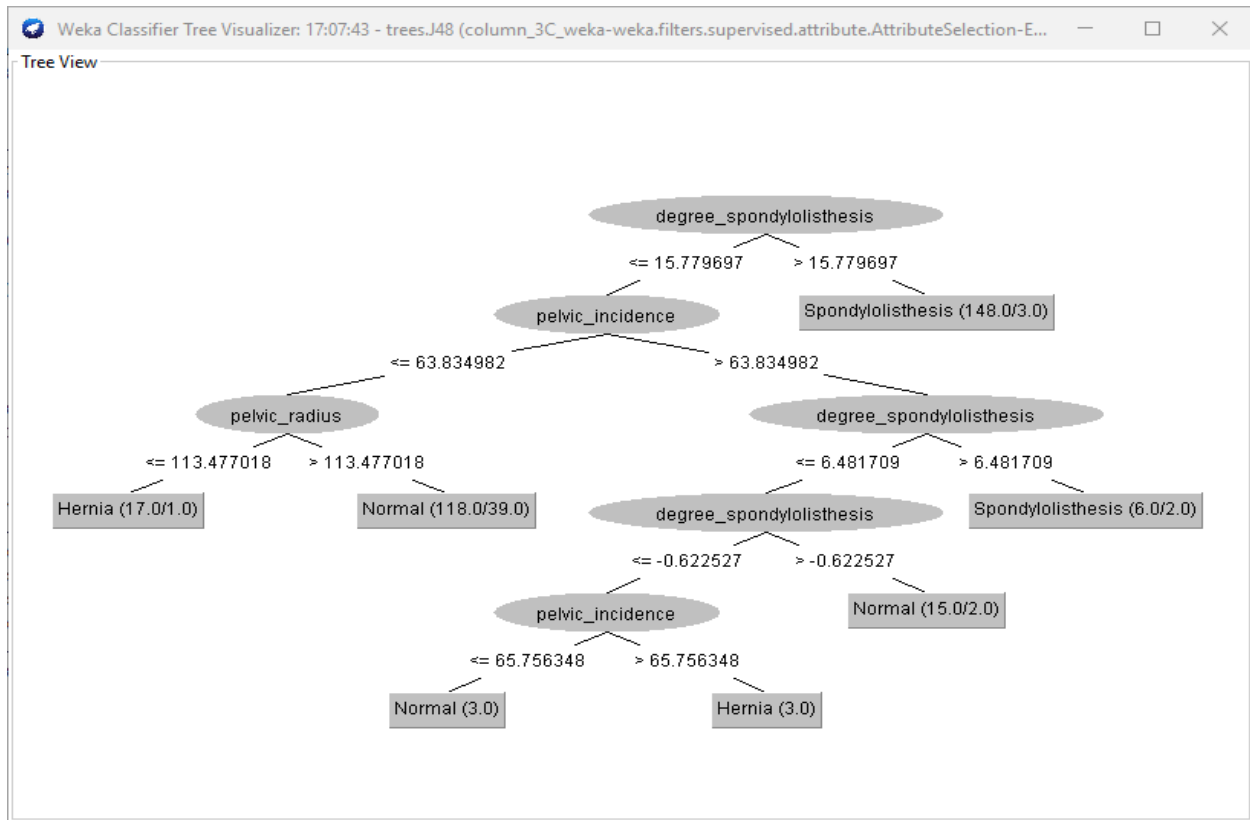 Weka Classifier Tree Visualizer: 17:07:43 - trees.J48 (column_3C_weka-weka.filters.supervised.attribute.AttributeSelection-E...
Tree View
degree_spondylolisthesis
<= 15.779697 > 15.779697
pelvic_incidence
Spondylolisthesis (148.0/3.0)
<= 63.834982 > 63.834982
pelvic_radius
degree_spondylolisthesis
<= 113.477018 > 113.477018
<= 6.481709 > 6.481709
Hernia (17.0/1.0)
Normal (118.0/39.0)
degree_spondylolisthesis
Spondylolisthesis (6.0/2.0)
<= -0.622527 > -0.622527
pelvic_incidence
Normal (15.0/2.0)
<= 65.756348 > 65.756348
Normal (3.0)
Hernia (3.0)